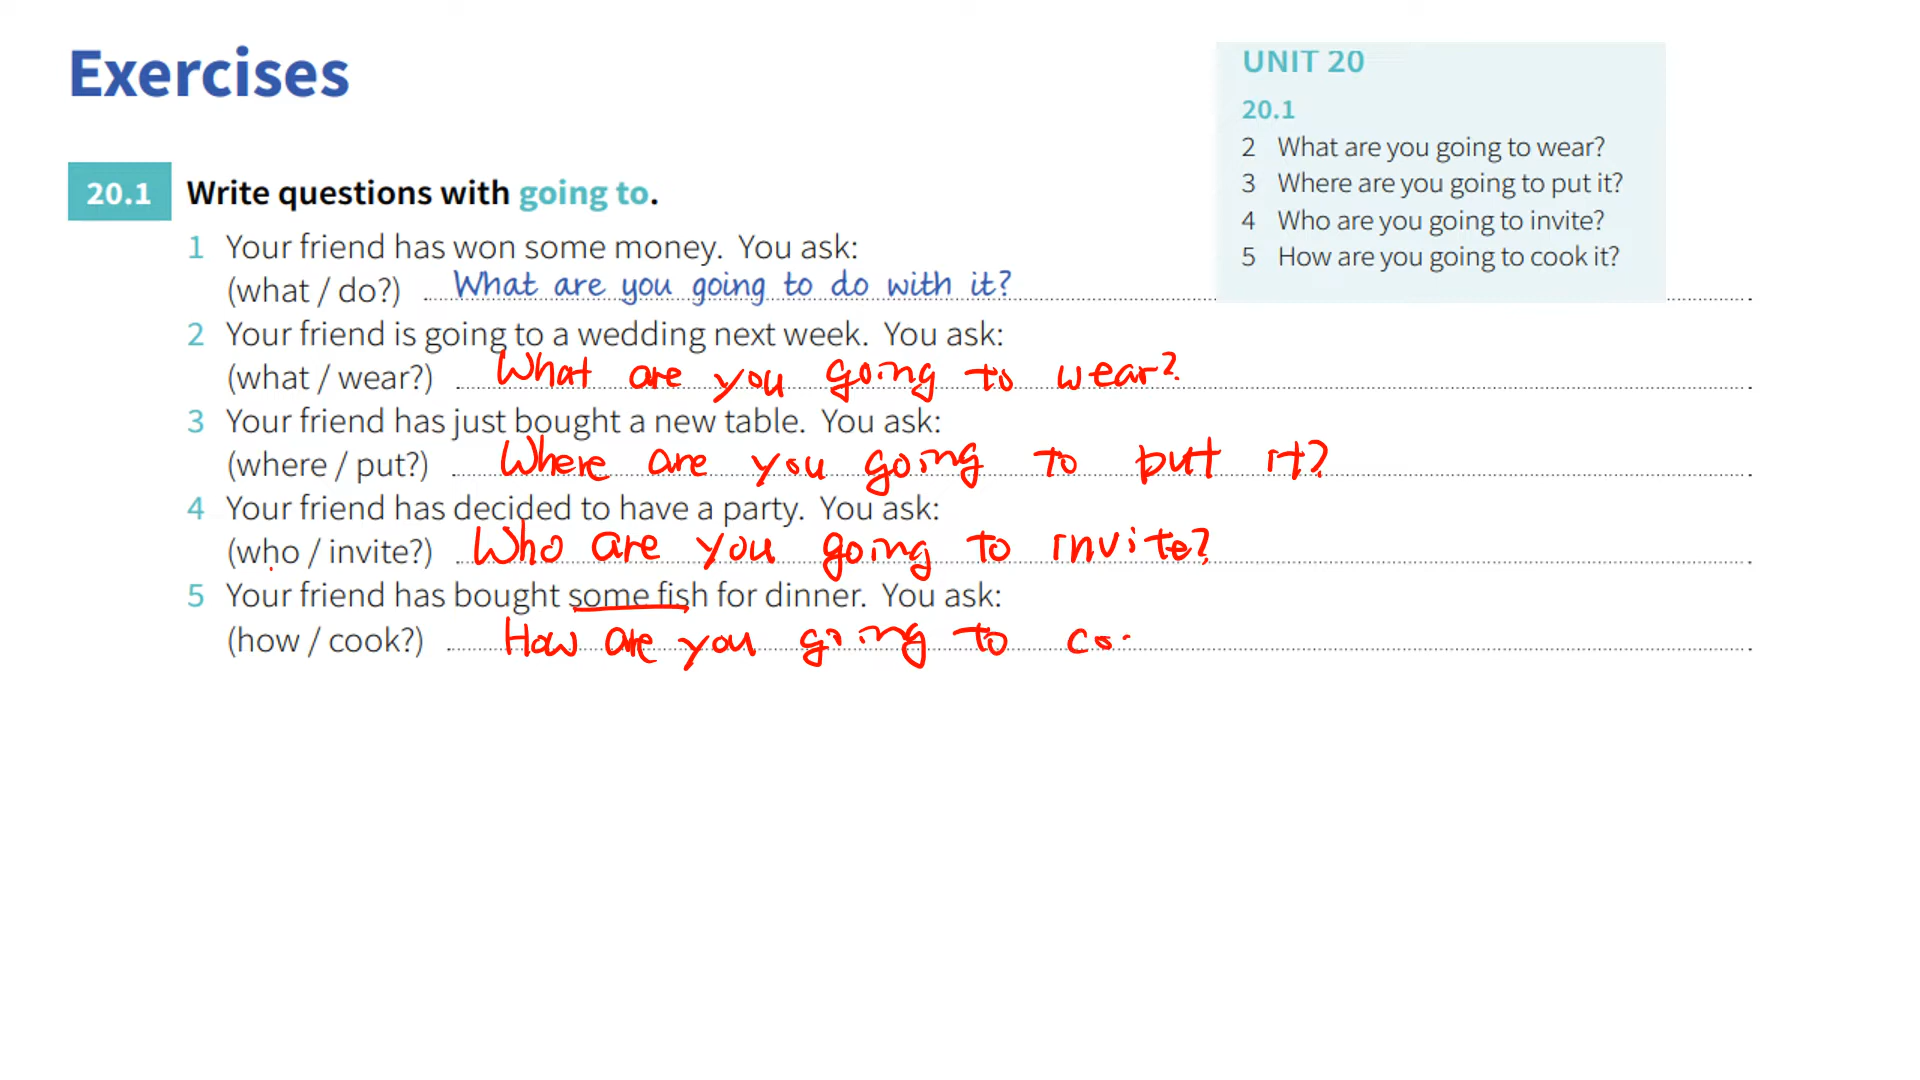 Exercises
UNIT 20
20.1
2 What are you going to wear?
3 Where are you going to put it?
4 Who are you going to invite?
5 How are you going to cook it?
20.1 Write questions with going to.
1 Your friend has won some money. You ask:
(what / do?) What are you going to do with it?
2 Your friend is going to a wedding next week. You ask:
(what / wear?) What are you going to wear?
3 Your friend has just bought a new table. You ask:
(where / put?) Where are you going to put it?
4 Your friend has decided to have a party. You ask:
(who / invite?) Who are you going to invite?
5 Your friend has bought some fish for dinner. You ask:
(how / cook?) How are you going to co